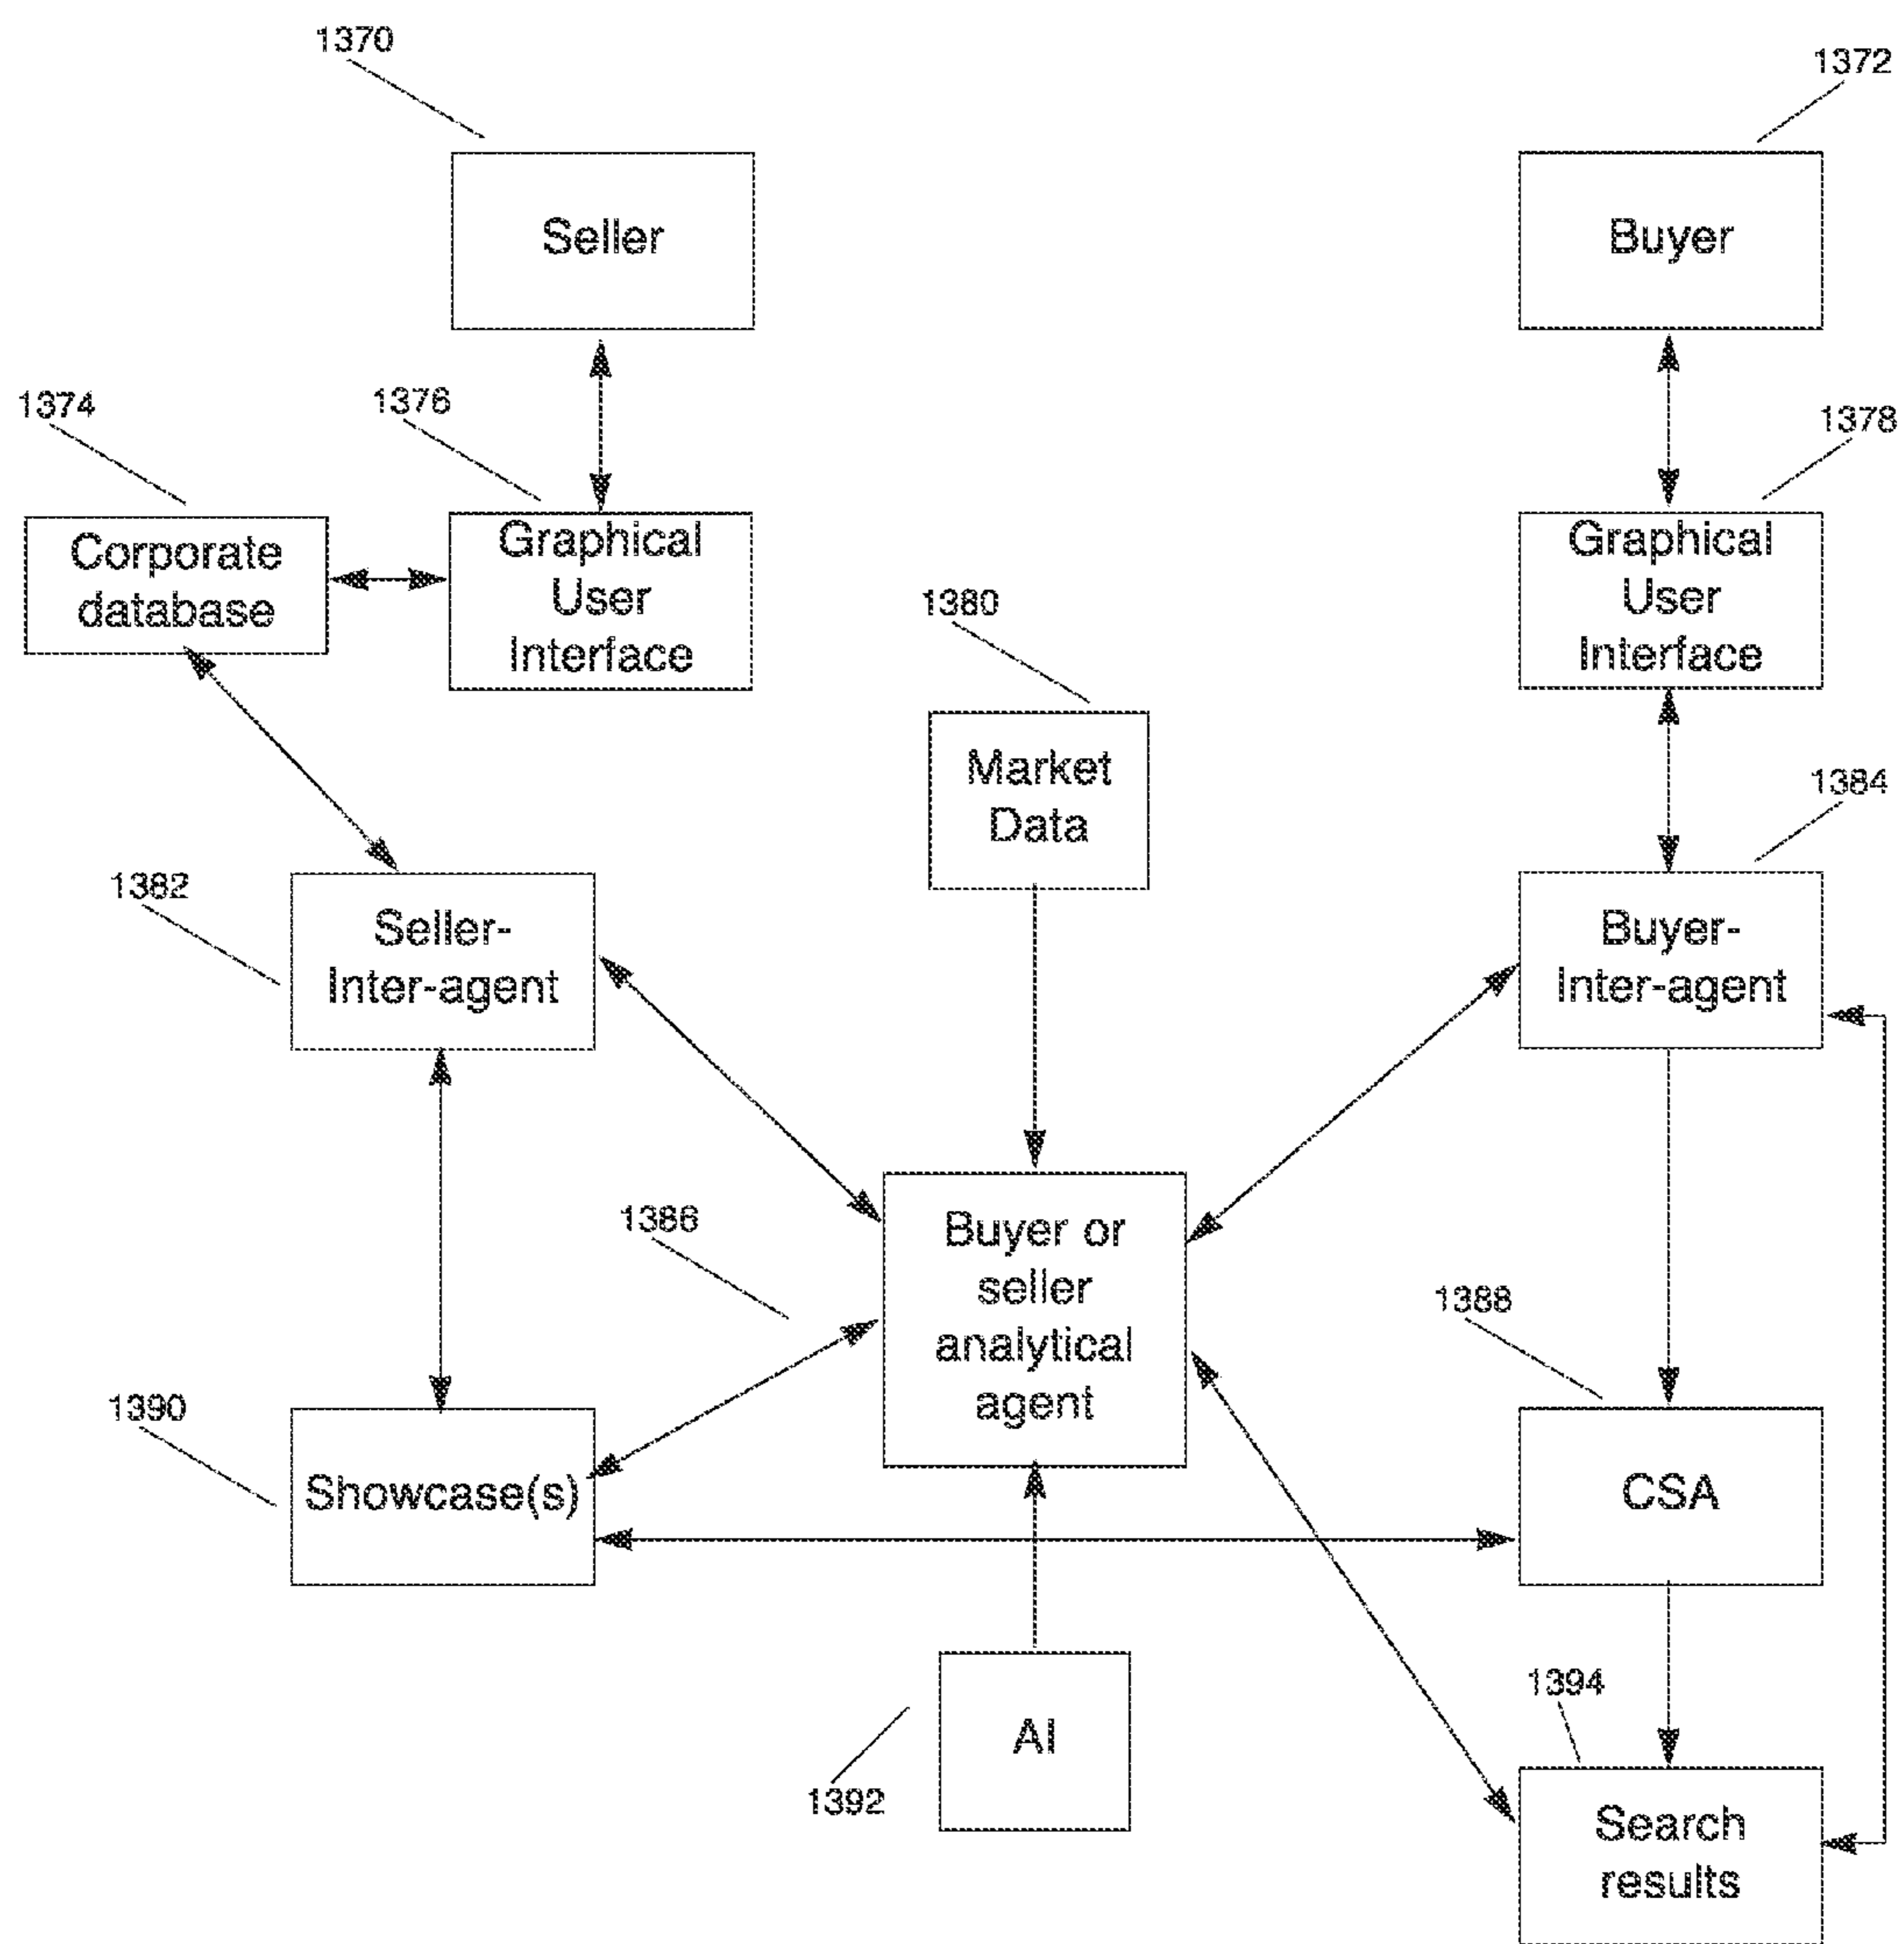 1370
1372
Seller
Buyer
1374
1376
1378
Corporate
database
Graphical
User
Interface
Graphical
User
Interface
1380
Market
Data
1384
1382
Seller-
Inter-agent
Buyer-
Inter-agent
1386
Buyer or
seller
analytical
agent
1388
1390
Showcase(s)
CSA
1394
AI
1392
Search
results